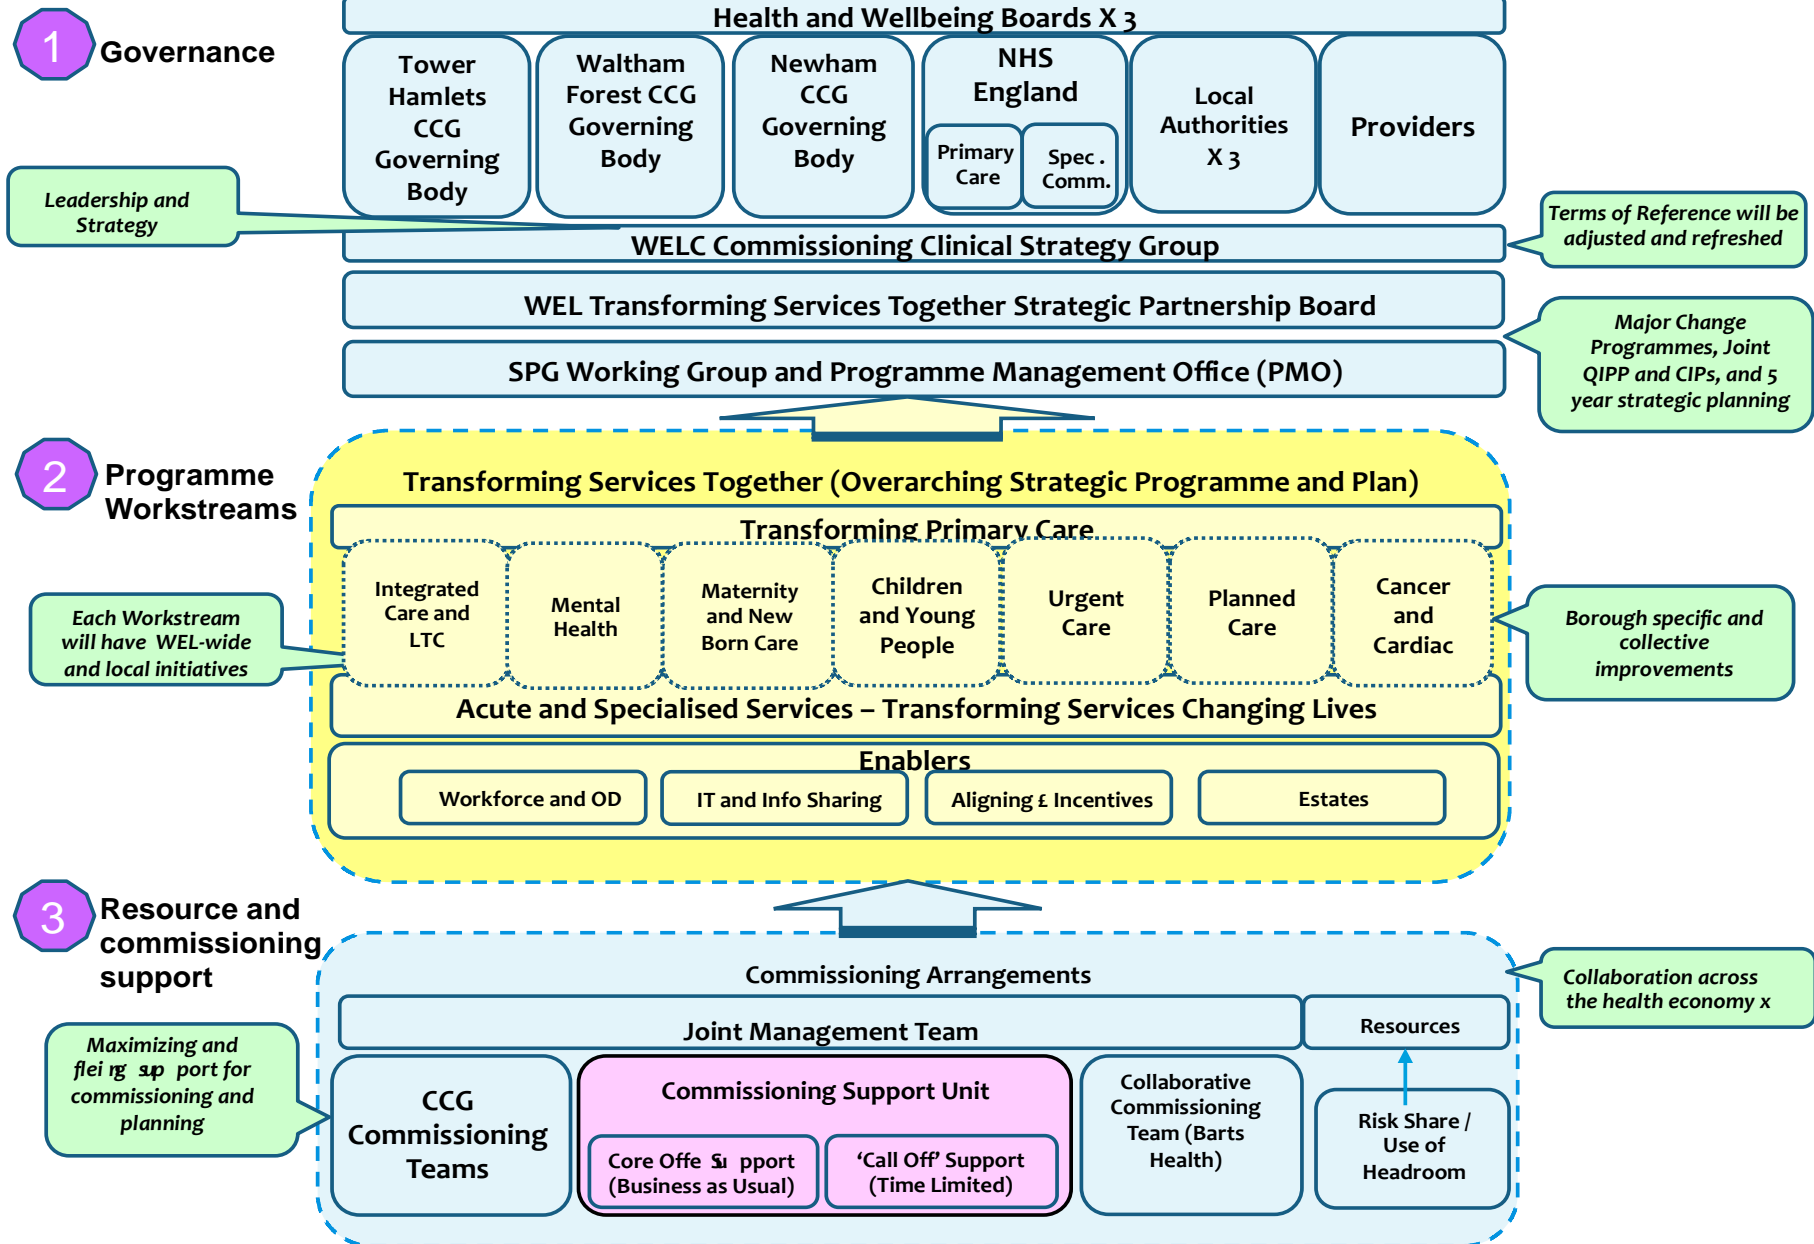 Health and Wellbeing Boards X 3
1
Governance
Tower
Hamlets
CCG
Governing
Body
Waltham
Forest CCG
Governing
Body
Newham
CCG
Governing
Body
NHS
England
Primary
Care
Spec .
Comm.
Local
Authorities
X 3
Providers
Leadership and
Strategy
WELC Commissioning Clinical Strategy Group
Terms of Reference will be
adjusted and refreshed
WEL Transforming Services Together Strategic Partnership Board
SPG Working Group and Programme Management Office (PMO)
Major Change
Programmes, Joint
QIPP and CIPs, and 5
year strategic planning
2
Programme
Workstreams
Transforming Services Together (Overarching Strategic Programme and Plan)
Transforming Primary Care
Integrated
Care and
LTC
Mental
Health
Maternity
and New
Born Care
Children
and Young
People
Urgent
Care
Planned
Care
Cancer
and
Cardiac
Each Workstream
will have WEL-wide
and local initiatives
Borough specific and
collective
improvements
Acute and Specialised Services – Transforming Services Changing Lives
Enablers
Workforce and OD
IT and Info Sharing
Aligning £ Incentives
Estates
3
Resource and
commissioning
support
Commissioning Arrangements
Joint Management Team
Resources
Collaboration across
the health economy x
Maximizing and
port for
commissioning and
planning
CCG
Commissioning
Teams
Commissioning Support Unit
Core Offe pport
(Business as Usual)
‘Call Off’ Support
(Time Limited)
Collaborative
Commissioning
Team (Barts
Health)
Risk Share /
Use of
Headroom